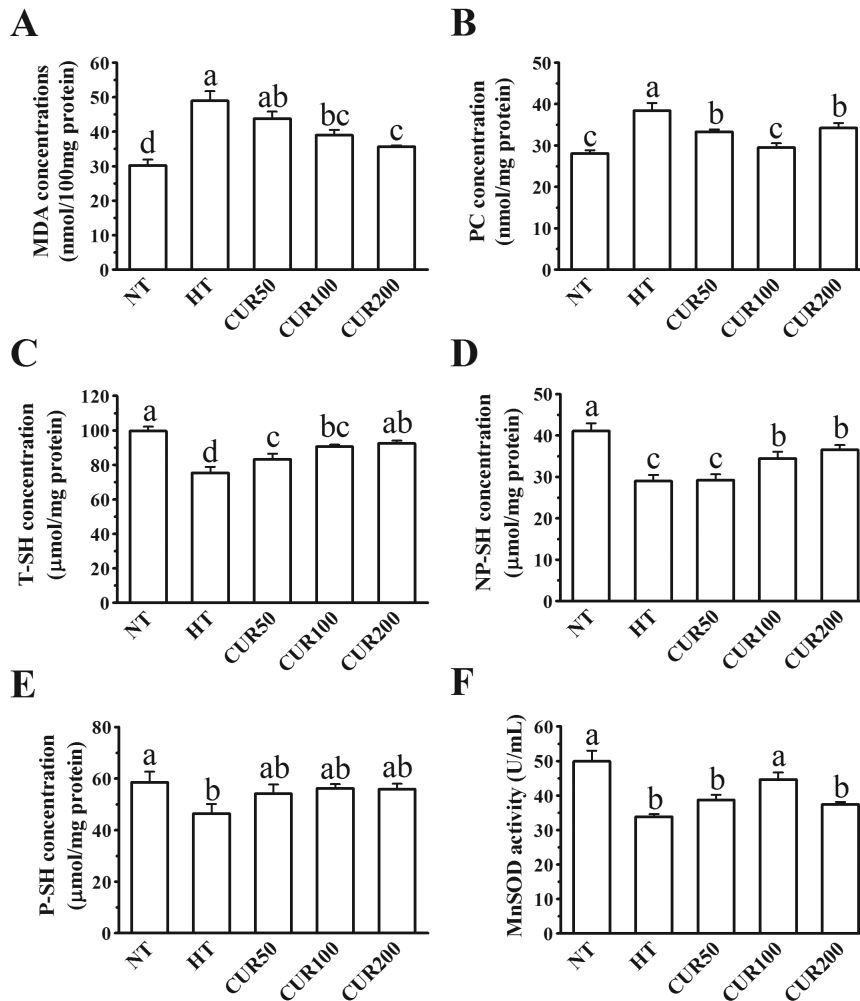 A
MDA concentrations
(nmol/100mg protein)
60
50
40
30
20
10
0
d
a
ab
bc
c
NT
HT
CUR50
CUR100
CUR200
B
PC concentration
(nmol/mg protein)
50
40
30
20
10
0
c
a
b
c
b
NT
HT
CUR50
CUR100
CUR200
C
T-SH concentration
(μmol/mg protein)
120
100
80
60
40
20
0
a
d
c
bc
ab
NT
HT
CUR50
CUR100
CUR200
D
NP-SH concentration
(μmol/mg protein)
50
40
30
20
10
0
a
c
c
b
b
NT
HT
CUR50
CUR100
CUR200
E
P-SH concentration
(μmol/mg protein)
80
60
40
20
0
a
b
ab
ab
ab
NT
HT
CUR50
CUR100
CUR200
F
MnSOD activity (U/mL)
60
50
40
30
20
10
0
a
b
b
a
b
NT
HT
CUR50
CUR100
CUR200